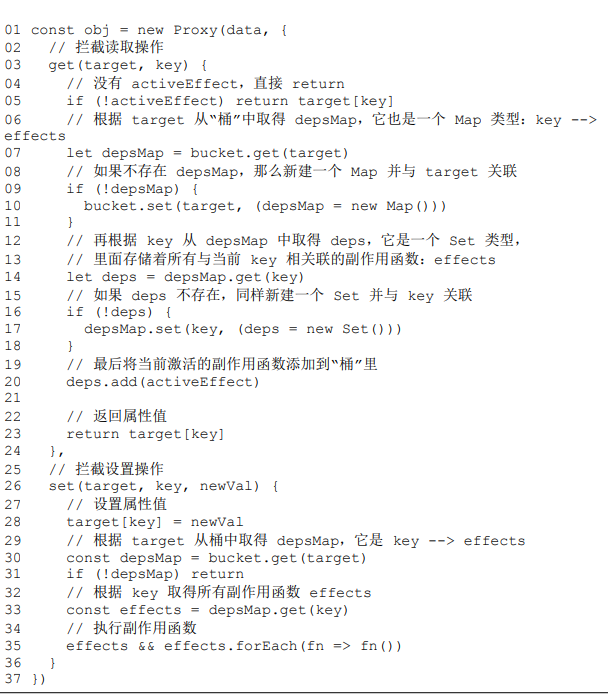 01 const obj = new Proxy(data, {
02   // 拦截读取操作
03   get(target, key) {
04     // 没有 activeEffect，直接 return
05     if (!activeEffect) return target[key]
06     // 根据 target 从“桶”中取得 depsMap，它也是一个 Map 类型：key -->
effects
07     let depsMap = bucket.get(target)
08     // 如果不存在 depsMap，那么新建一个 Map 并与 target 关联
09     if (!depsMap) {
10       bucket.set(target, (depsMap = new Map()))
11     }
12     // 再根据 key 从 depsMap 中取得 deps，它是一个 Set 类型，
13     // 里面存储着所有与当前 key 相关联的副作用函数：effects
14     let deps = depsMap.get(key)
15     // 如果 deps 不存在，同样新建一个 Set 并与 key 关联
16     if (!deps) {
17       depsMap.set(key, (deps = new Set()))
18     }
19     // 最后将当前激活的副作用函数添加到“桶”里
20     deps.add(activeEffect)
21
22     // 返回属性值
23     return target[key]
24   },
25   // 拦截设置操作
26   set(target, key, newVal) {
27     // 设置属性值
28     target[key] = newVal
29     // 根据 target 从桶中取得 depsMap，它是 key --> effects
30     const depsMap = bucket.get(target)
31     if (!depsMap) return
32     // 根据 key 取得所有副作用函数 effects
33     const effects = depsMap.get(key)
34     // 执行副作用函数
35     effects && effects.forEach(fn => fn())
36   }
37 })